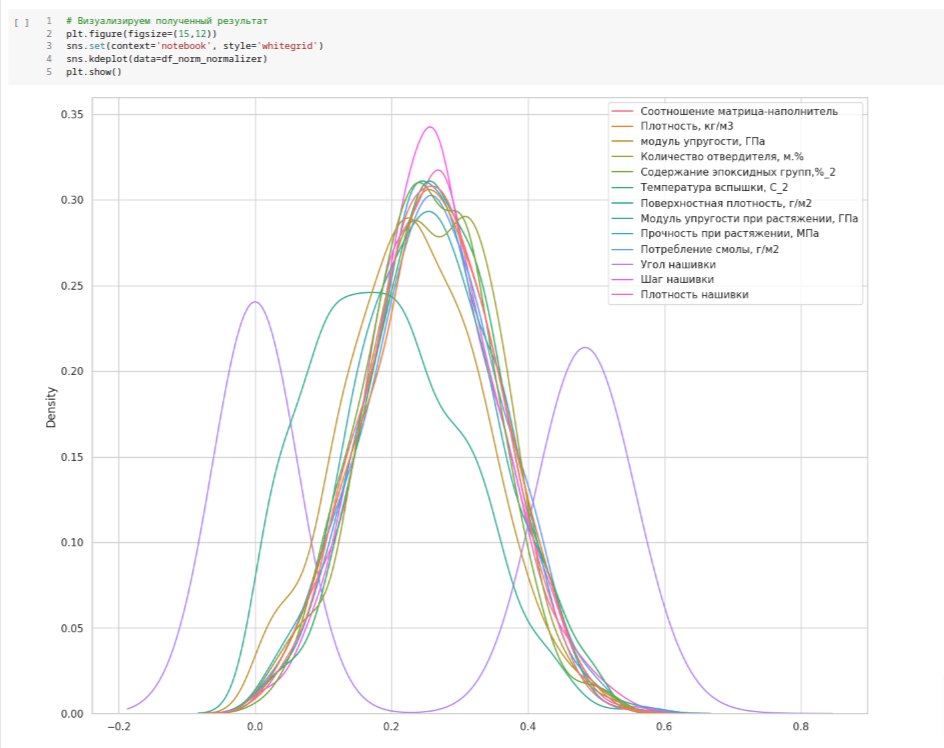 [ ] 1 # Визуализируем полученный результат
2 plt.figure(figsize=(15,12))
3 sns.set(context='notebook', style='whitegrid')
4 sns.kdeplot(data=df_norm_normalizer)
5 plt.show()
0.35
0.30
0.25
0.20
0.15
0.10
0.05
0.00
Density
Соотношение матрица-наполнитель
Плотность, кг/м3
модуль упругости, ГПа
Количество отвердителя, м.%
Содержание эпоксидных групп,%_2
Температура вспышки, С_2
Поверхностная плотность, г/м2
Модуль упругости при растяжении, ГПа
Прочность при растяжении, МПа
Потребление смолы, г/м2
Угол нашивки
Шаг нашивки
Плотность нашивки
−0.2 0.0 0.2 0.4 0.6 0.8